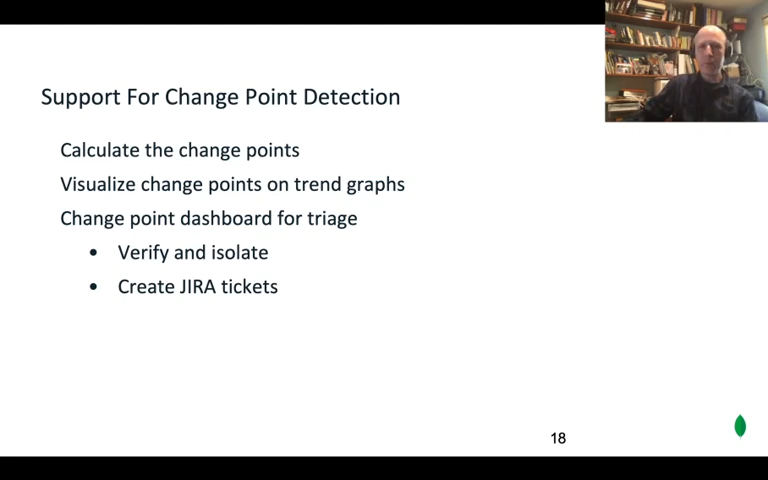 Support For Change Point Detection
Calculate the change points
Visualize change points on trend graphs
Change point dashboard for triage
• Verify and isolate
• Create JIRA tickets
18